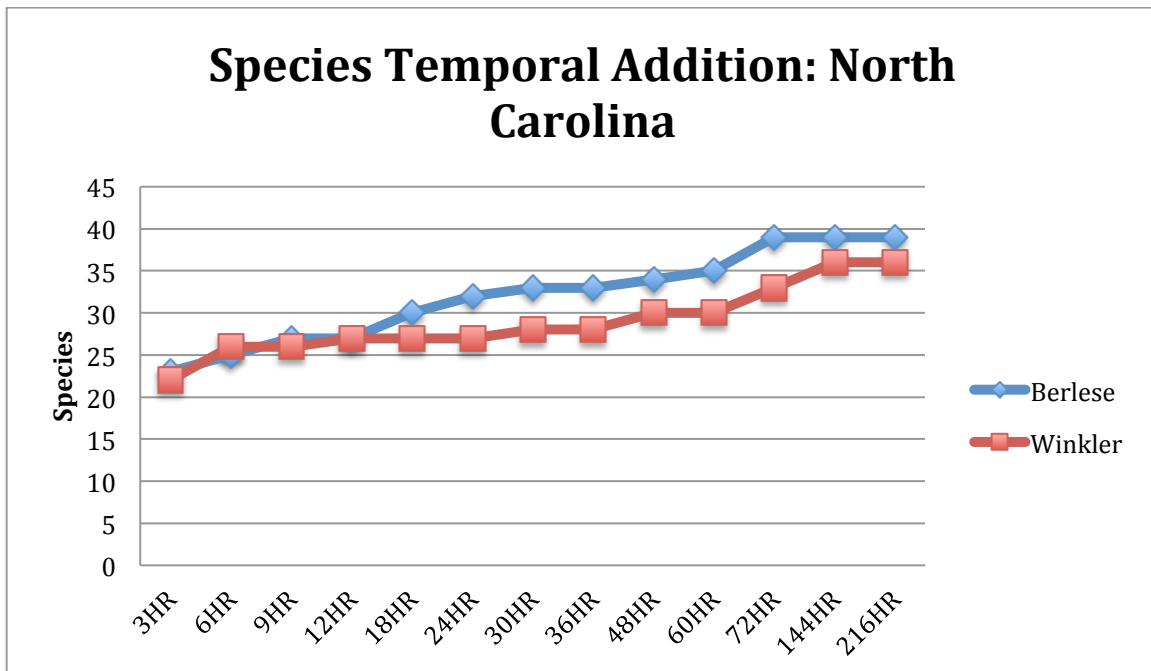 Species Temporal Addition: North
Carolina
Species
45
40
35
30
25
20
15
10
5
0
3HR
6HR
9HR
12HR
18HR
24HR
30HR
36HR
48HR
60HR
72HR
144HR
216HR
Berlese
Winkler